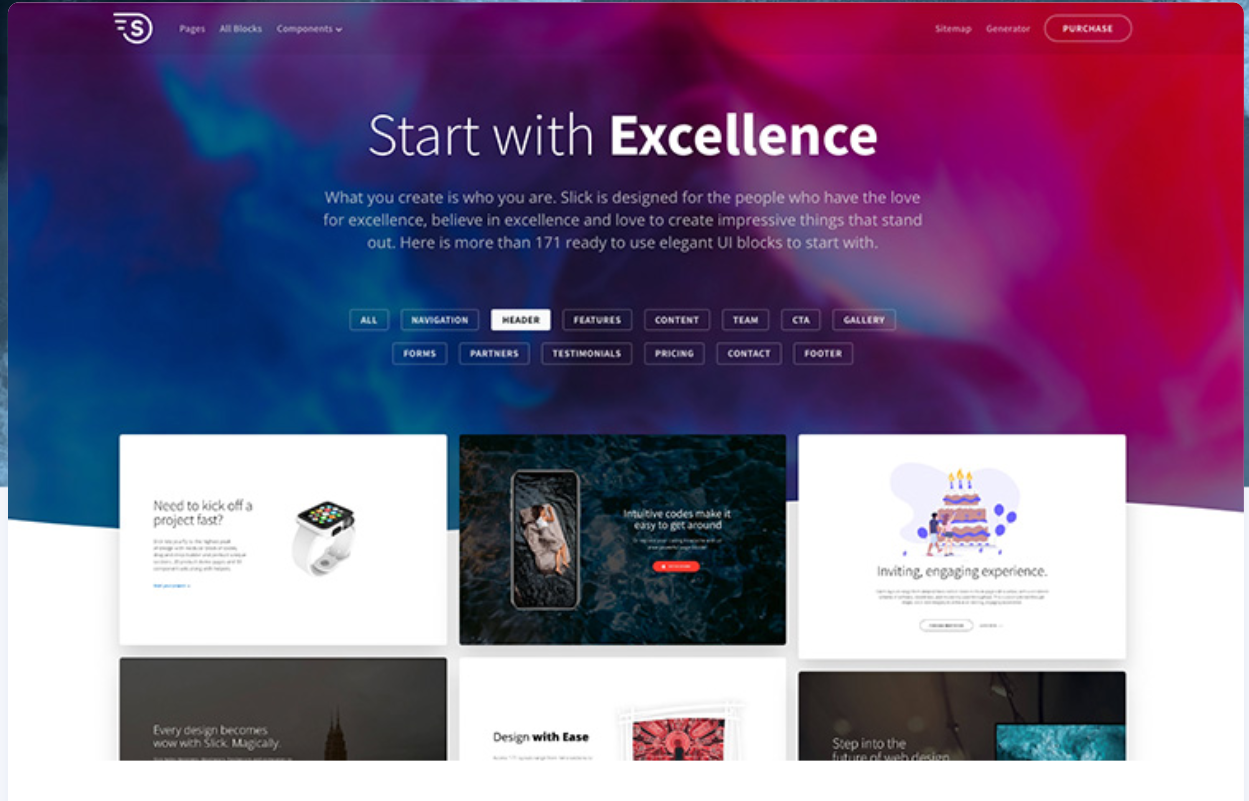 S
Pages All Blocks Components
Sitemap Generator PURCHASE
Start with Excellence
What you create is who you are. Slick is designed for the people who have the love
for excellence, believe in excellence and love to create impressive things that stand
out. Here is more than 171 ready to use elegant UI blocks to start with.
ALL NAVIGATION HEADER FEATURES CONTENT TEAM CTA GALLERY
FORMS PARTNERS TESTIMONIALS PRICING CONTACT FOOTER
Need to kick off a
project fast?
Intuitive codes make it
easy to get around
Inviting, engaging experience.
Every design becomes
wow with Slick. Magically.
Design with Ease
Step into the
future of web design